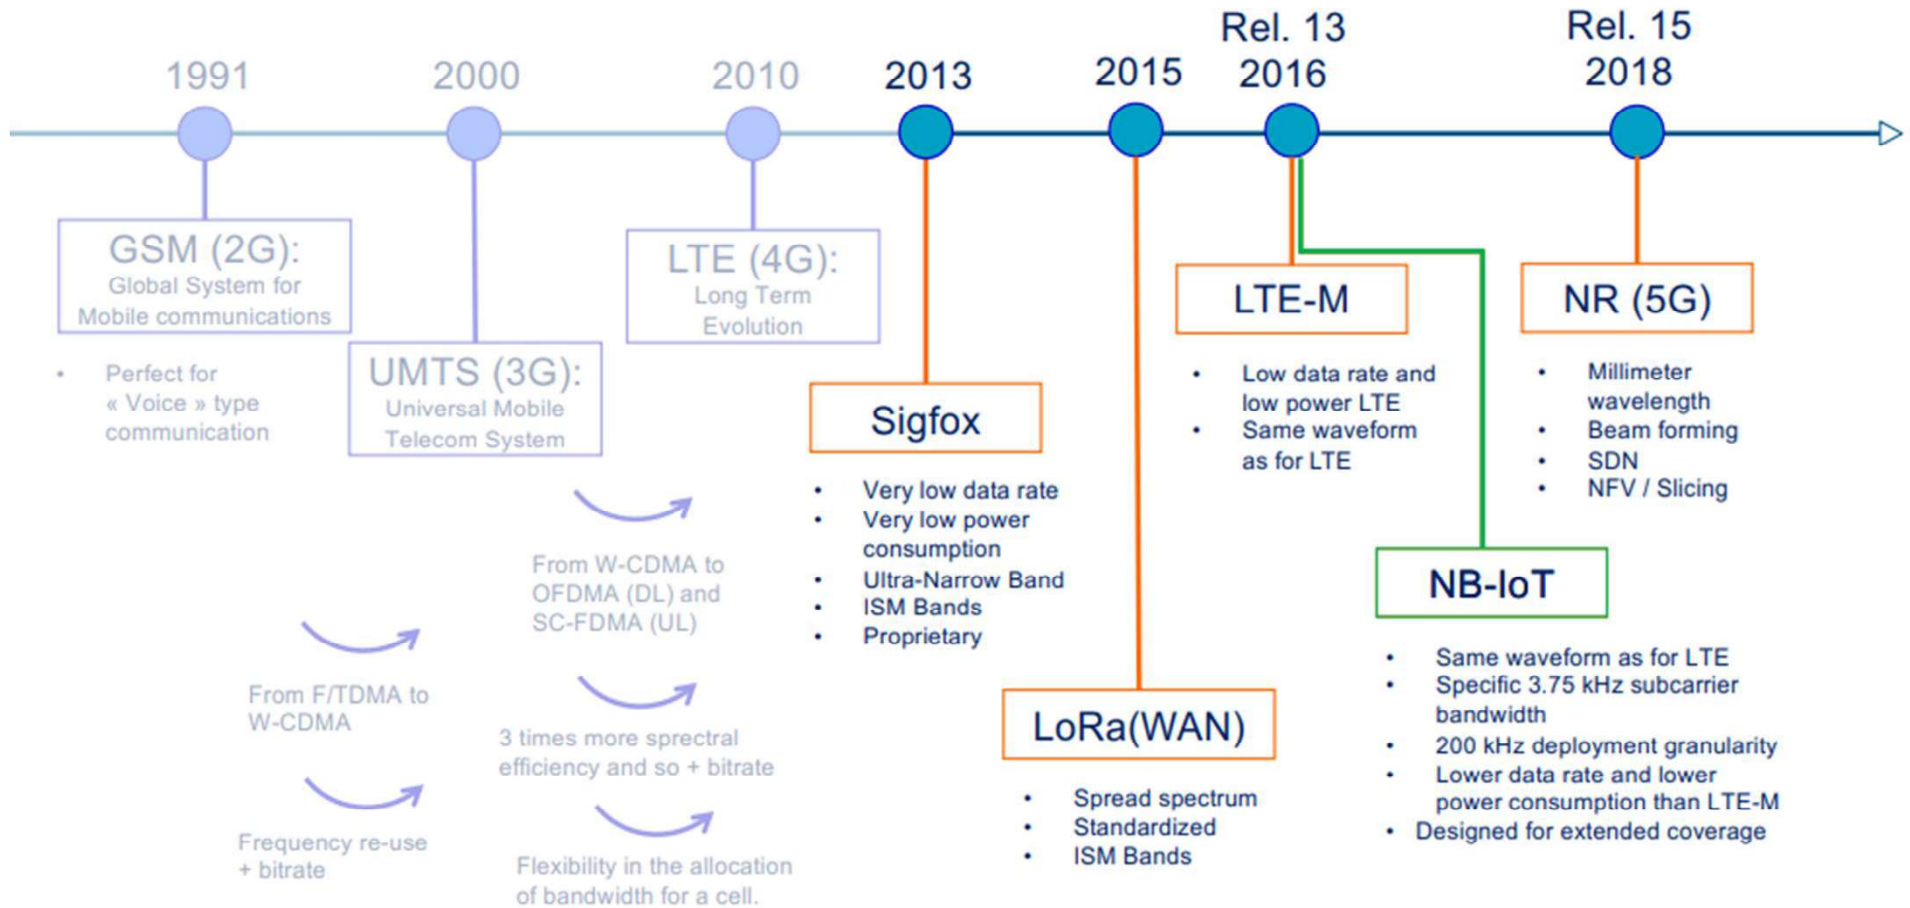 1991
2000
2010
2013
2015
Rel. 13
2016
Rel. 15
2018
GSM (2G):
Global System for
Mobile communications
• Perfect for
« Voice » type
communication
UMTS (3G):
Universal Mobile
Telecom System
LTE (4G):
Long Term
Evolution
From F/TDMA to
W-CDMA
Frequency re-use
+ bitrate
From W-CDMA to
OFDMA (DL) and
SC-FDMA (UL)
3 times more sprectral
efficiency and so + bitrate
Flexibility in the allocation
of bandwidth for a cell.
Sigfox
• Very low data rate
• Very low power
consumption
• Ultra-Narrow Band
• ISM Bands
• Proprietary
LoRa(WAN)
• Spread spectrum
• Standardized
• ISM Bands
LTE-M
• Low data rate and
low power LTE
• Same waveform
as for LTE
NB-IoT
• Same waveform as for LTE
• Specific 3.75 kHz subcarrier
bandwidth
• 200 kHz deployment granularity
• Lower data rate and lower
power consumption than LTE-M
• Designed for extended coverage
NR (5G)
• Millimeter
wavelength
• Beam forming
• SDN
• NFV / Slicing